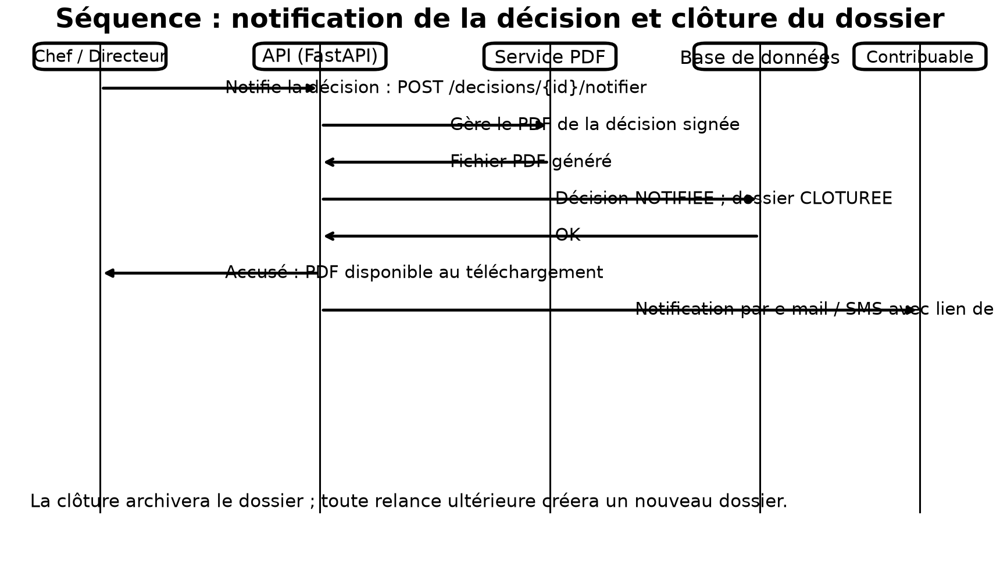 Séquence : notification de la décision et clôture du dossier
Chef / Directeur
API (FastAPI)
Service PDF
Base de données
Contribuable
Notifie la décision : POST /decisions/{id}/notifier
Gère le PDF de la décision signée
Fichier PDF généré
Décision NOTIFIEE ; dossier CLOTUREE
OK
Accusé : PDF disponible au téléchargement
Notification par e-mail / SMS avec lien de
La clôture archivera le dossier ; toute relance ultérieure créera un nouveau dossier.